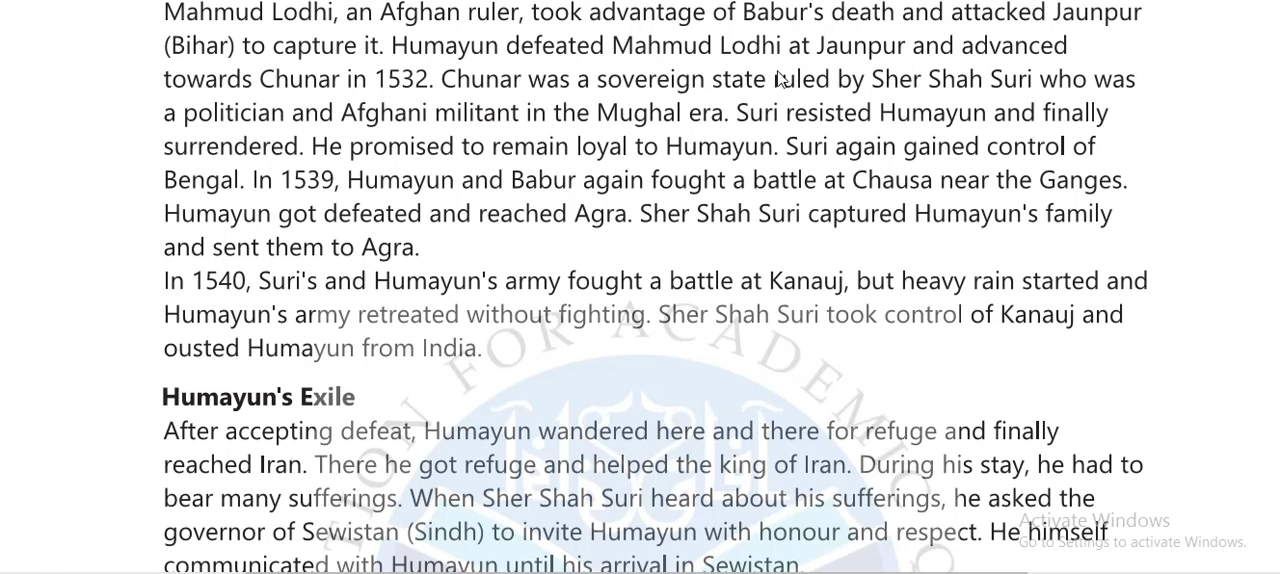 Mahmud Lodhi, an Afghan ruler, took advantage of Babur's death and attacked Jaunpur
(Bihar) to capture it. Humayun defeated Mahmud Lodhi at Jaunpur and advanced
towards Chunar in 1532. Chunar was a sovereign state ruled by Sher Shah Suri who was
a politician and Afghani militant in the Mughal era. Suri resisted Humayun and finally
surrendered. He promised to remain loyal to Humayun. Suri again gained control of
Bengal. In 1539, Humayun and Babur again fought a battle at Chausa near the Ganges.
Humayun got defeated and reached Agra. Sher Shah Suri captured Humayun's family
and sent them to Agra.
In 1540, Suri's and Humayun's army fought a battle at Kanauj, but heavy rain started and
Humayun's army retreated without fighting. Sher Shah Suri took control of Kanauj and
ousted Humayun from India.
Humayun's Exile
After accepting defeat, Humayun wandered here and there for refuge and finally
reached Iran. There he got refuge and helped the king of Iran. During his stay, he had to
bear many sufferings. When Sher Shah Suri heard about his sufferings, he asked the
governor of Sewistan (Sindh) to invite Humayun with honour and respect. He himself
communicated with Humayun until his arrival in Sewistan.
FOR ACADEMIC
Activate Windows
Go to Settings to activate Windows.